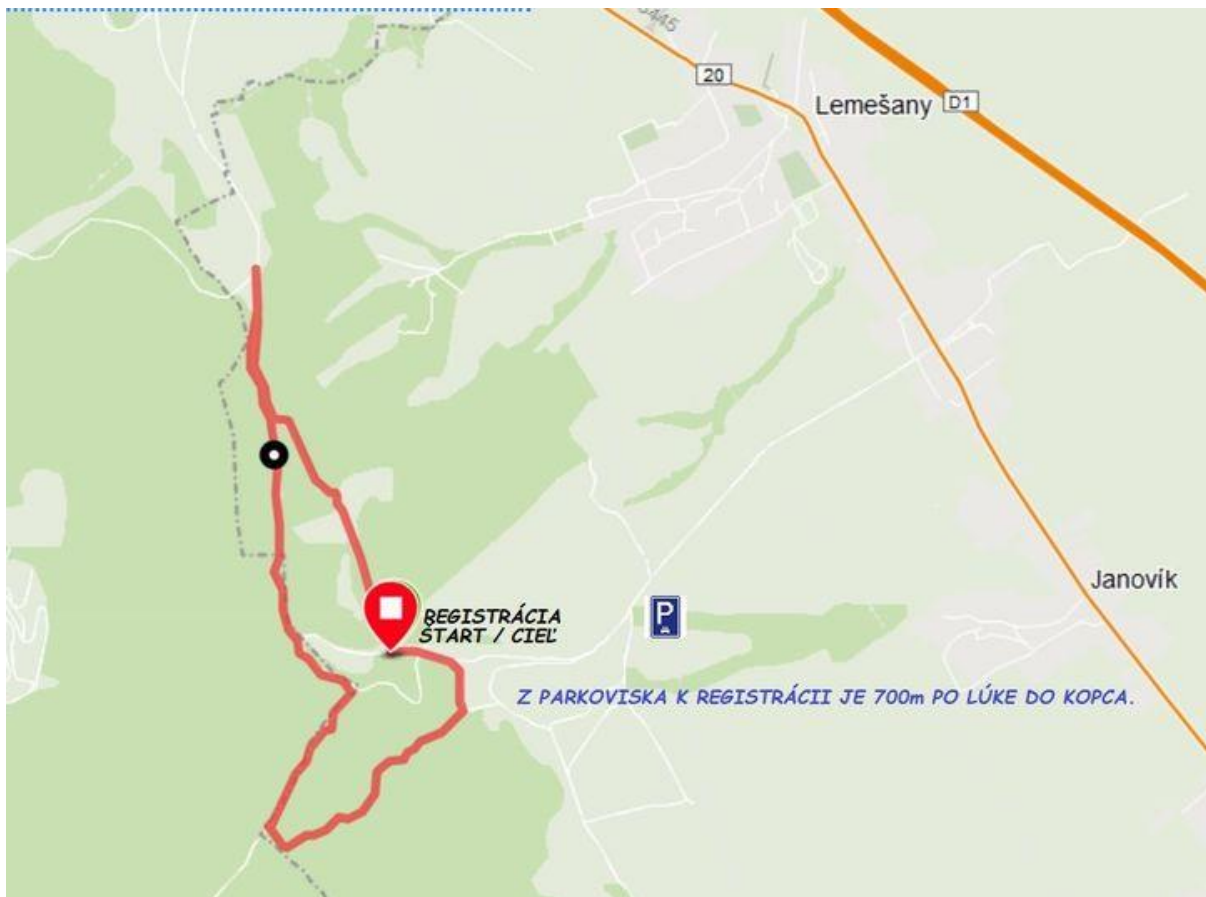 20
Lemešany
D1
P
Janovík
REGISTRÁCIA
ŠTART / CIEĽ
Z PARKOVISKA K REGISTRÁCII JE 700m PO LÚKE DO KOPCA.